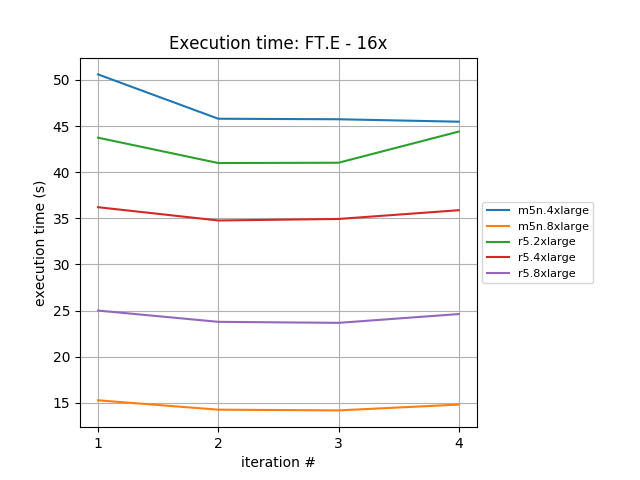 Execution time: FT.E - 16x
execution time (s)
50
45
40
35
30
25
20
15
1 2 3 4
iteration #
m5n.4xlarge
m5n.8xlarge
r5.2xlarge
r5.4xlarge
r5.8xlarge